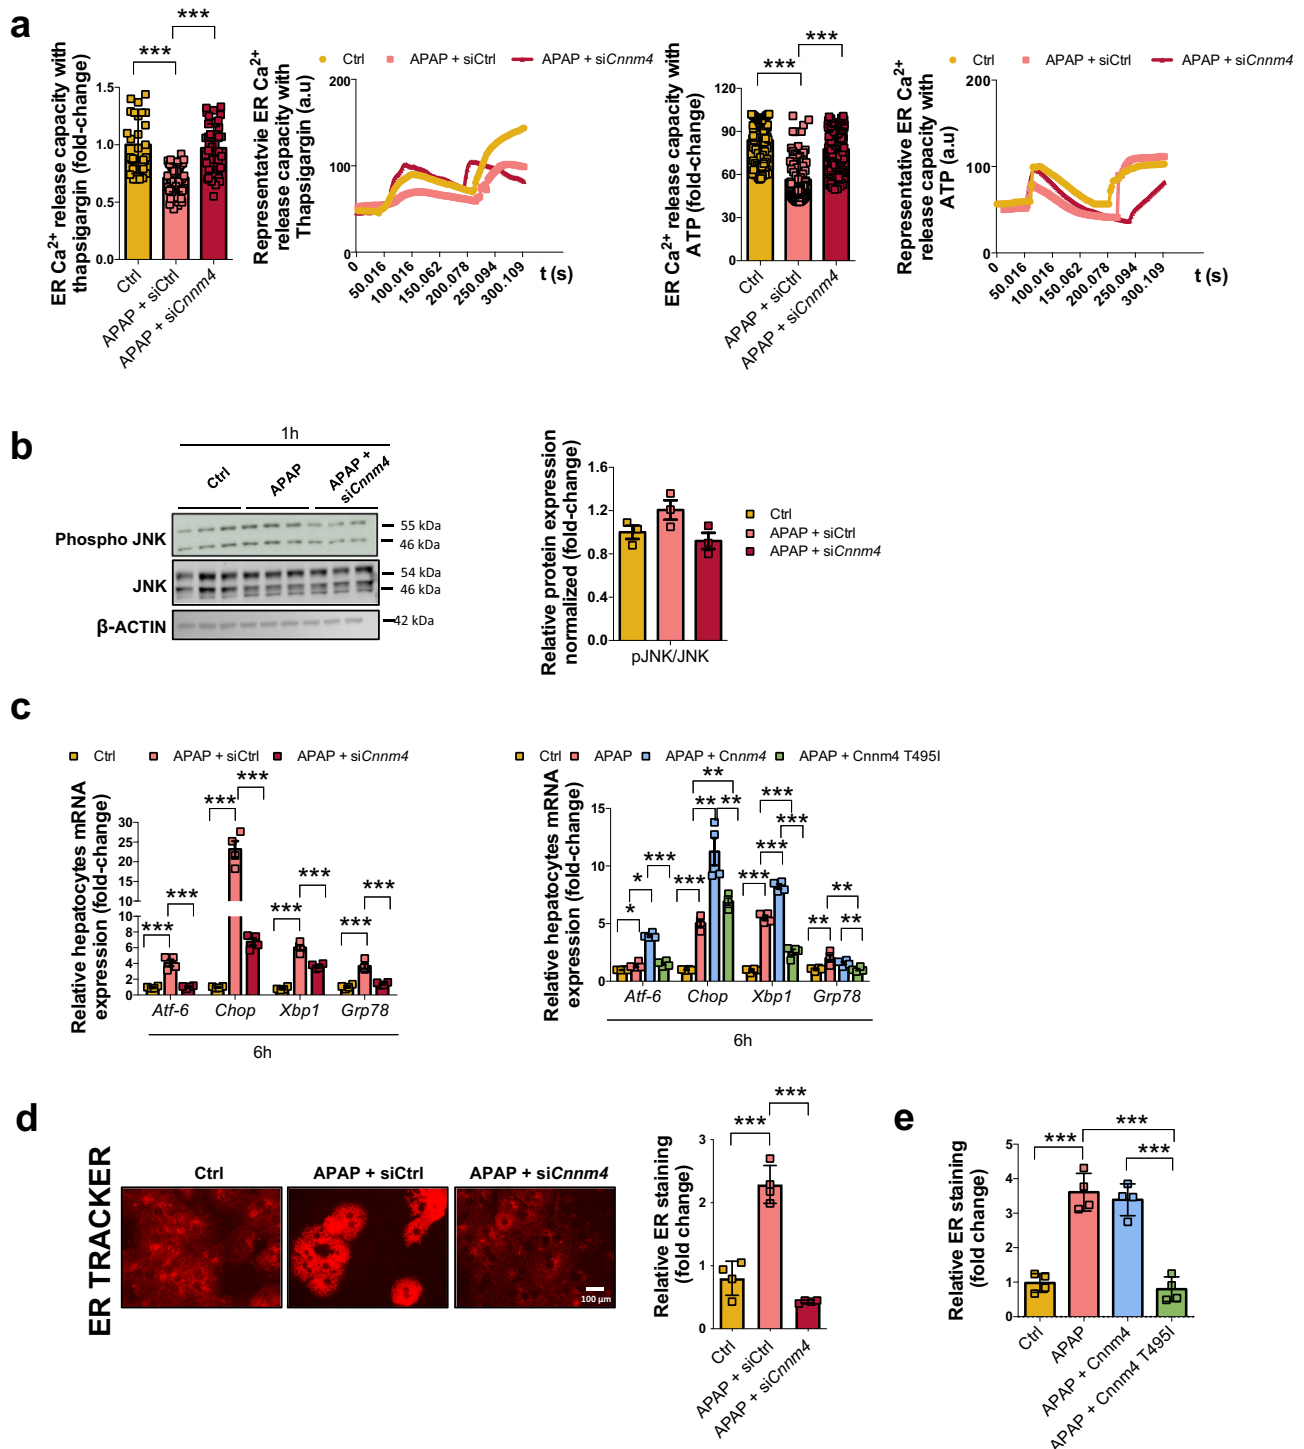 a
***
***
ER Ca2+ release capacity with
thapsigargin (fold-change)
1.5
1.0
0.5
0.0
Ctrl
APAP + siCtrl
APAP + siCnnm4
Ctrl
APAP + siCtrl
APAP + siCnnm4
Representatvie ER Ca2+
release capacity with
Thapsigargin (a.u)
200
100
0
0
50.016
100.016
150.062
200.078
250.094
300.109
t (s)
***
***
ER Ca2+ release capacity with
ATP (fold-change)
120
90
60
30
0
Ctrl
APAP + siCtrl
APAP + siCnnm4
Ctrl
APAP + siCtrl
APAP + siCnnm4
Representative ER Ca2+
release capacity with
ATP (a.u)
200
100
0
0
50.016
100.016
150.062
200.078
250.094
300.109
t (s)
b
1h
Ctrl
APAP
APAP +
siCnnm4
Phospho JNK
55 kDa
46 kDa
JNK
54 kDa
46 kDa
β-ACTIN
42 kDa
Relative protein expression
normalized (fold-change)
1.6
1.2
0.8
0.4
0.0
pJNK/JNK
Ctrl
APAP + siCtrl
APAP + siCnnm4
c
Ctrl
APAP + siCtrl
APAP + siCnnm4
Relative hepatocytes mRNA
expression (fold-change)
30
25
20
15
10
10
8
6
4
2
0
***
***
***
***
***
***
***
***
Atf-6
Chop
Xbp1
Grp78
6h
Ctrl
APAP
APAP + Cnnm4
APAP + Cnnm4 T495I
Relative hepatocytes mRNA
expression (fold-change)
15
10
5
0
*
*
***
***
**
**
**
***
***
***
***
**
**
**
Atf-6
Chop
Xbp1
Grp78
6h
d
ER TRACKER
Ctrl
APAP + siCtrl
APAP + siCnnm4
100 µm
Relative ER staining
(fold change)
3
2
1
0
***
***
Ctrl
APAP + siCtrl
APAP + siCnnm4
e
Relative ER staining
(fold change)
5
4
3
2
1
0
***
***
***
Ctrl
APAP
APAP + Cnnm4
APAP + Cnnm4 T495I